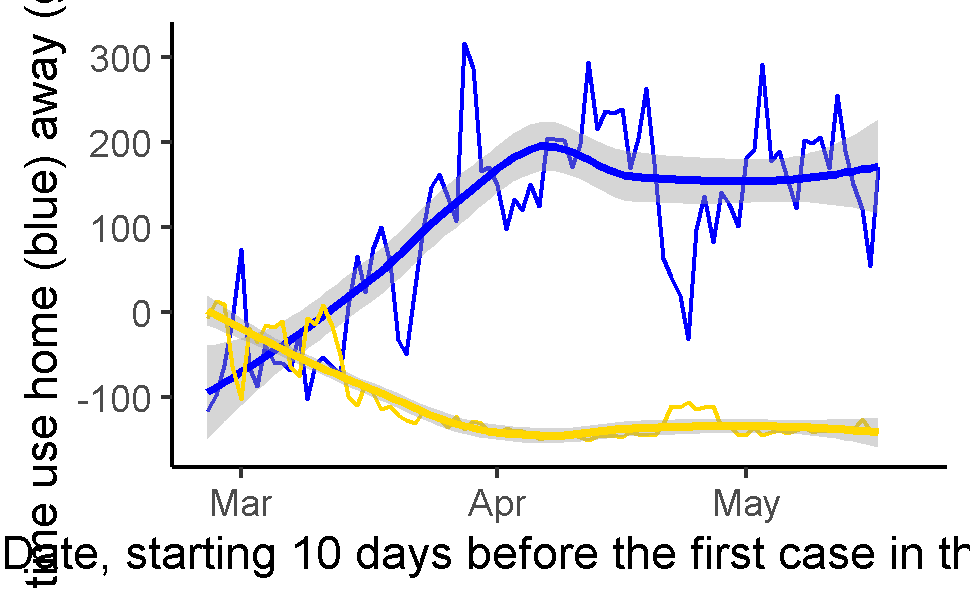 time use home (blue) away (
300
200
100
0
-100
Mar Apr May
Date, starting 10 days before the first case in th